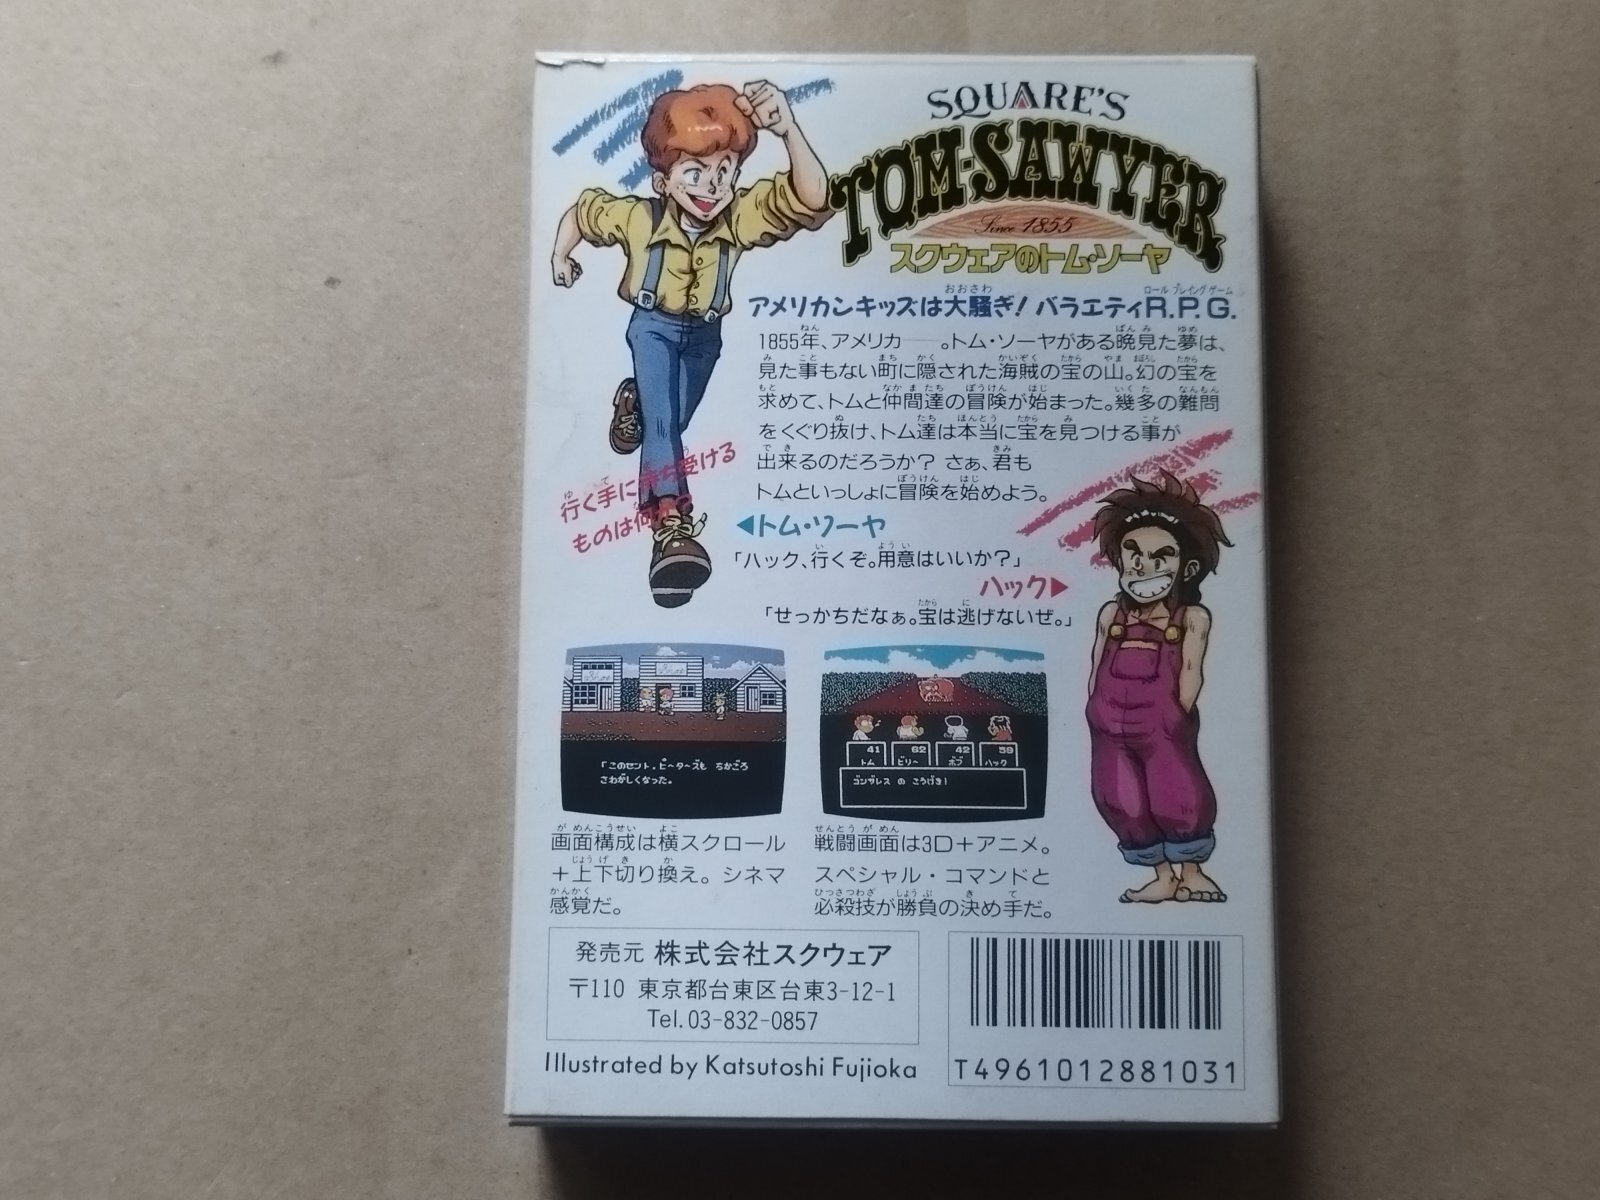 SQUARE'S
TOM·SAWYER
Since 1855
スクウェアのトム・ソーヤ
アメリカンキッズは大騒ぎ! バラエティR.P.G.
1855年、アメリカ──。トム・ソーヤがある晩見た夢は、
見た事もない町に隠された海賊の宝の山。幻の宝を
求めて、トムと仲間達の冒険が始まった。幾多の難問
をくぐり抜け、トム達は本当に宝を見つける事が
出来るのだろうか? さぁ、君も
トムといっしょに冒険を始めよう。
行く手に待ち受ける
ものは何か?
◀トム・ソーヤ
「ハック、行くぞ。用意はいいか?」
ハック▶
「せっかちだなぁ。宝は逃げないぜ。」
「このセント.ピーターズも ちかごろ
さわがしくなった。
41 62 42 59
トム ビリー ボブ ハック
ゴンザレス の こうげき!
画面構成は横スクロール
+上下切り換え。シネマ
感覚だ。
戦闘画面は3D+アニメ。
スペシャル・コマンドと
必殺技が勝負の決め手だ。
発売元 株式会社スクウェア
〒110 東京都台東区台東3-12-1
Tel.03-832-0857
Illustrated by Katsutoshi Fujioka
T4961012881031